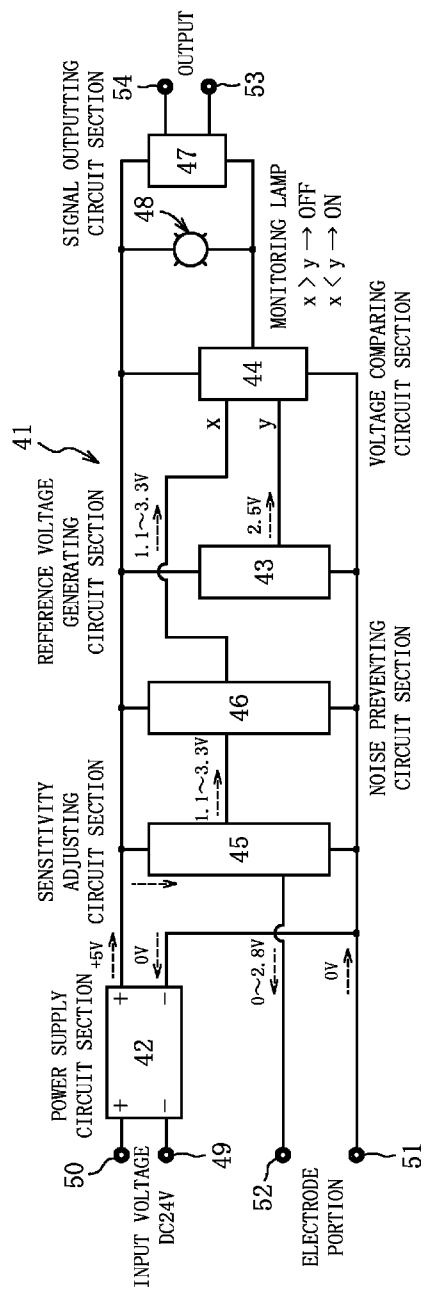 41
POWER SUPPLY
CIRCUIT SECTION
SENSITIVITY
ADJUSTING
CIRCUIT SECTION
REFERENCE VOLTAGE
GENERATING
CIRCUIT SECTION
SIGNAL OUTPUTTING
CIRCUIT SECTION
50
INPUT VOLTAGE
DC24V
49
+
−
42
+
−
+5V
0V
45
1.1～3.3V
46
1.1～3.3V
43
2.5V
x
y
44
48
47
54
OUTPUT
53
MONITORING LAMP
x > y → OFF
x < y → ON
52
ELECTRODE
PORTION
51
0～2.8V
0V
NOISE PREVENTING
CIRCUIT SECTION
VOLTAGE COMPARING
CIRCUIT SECTION